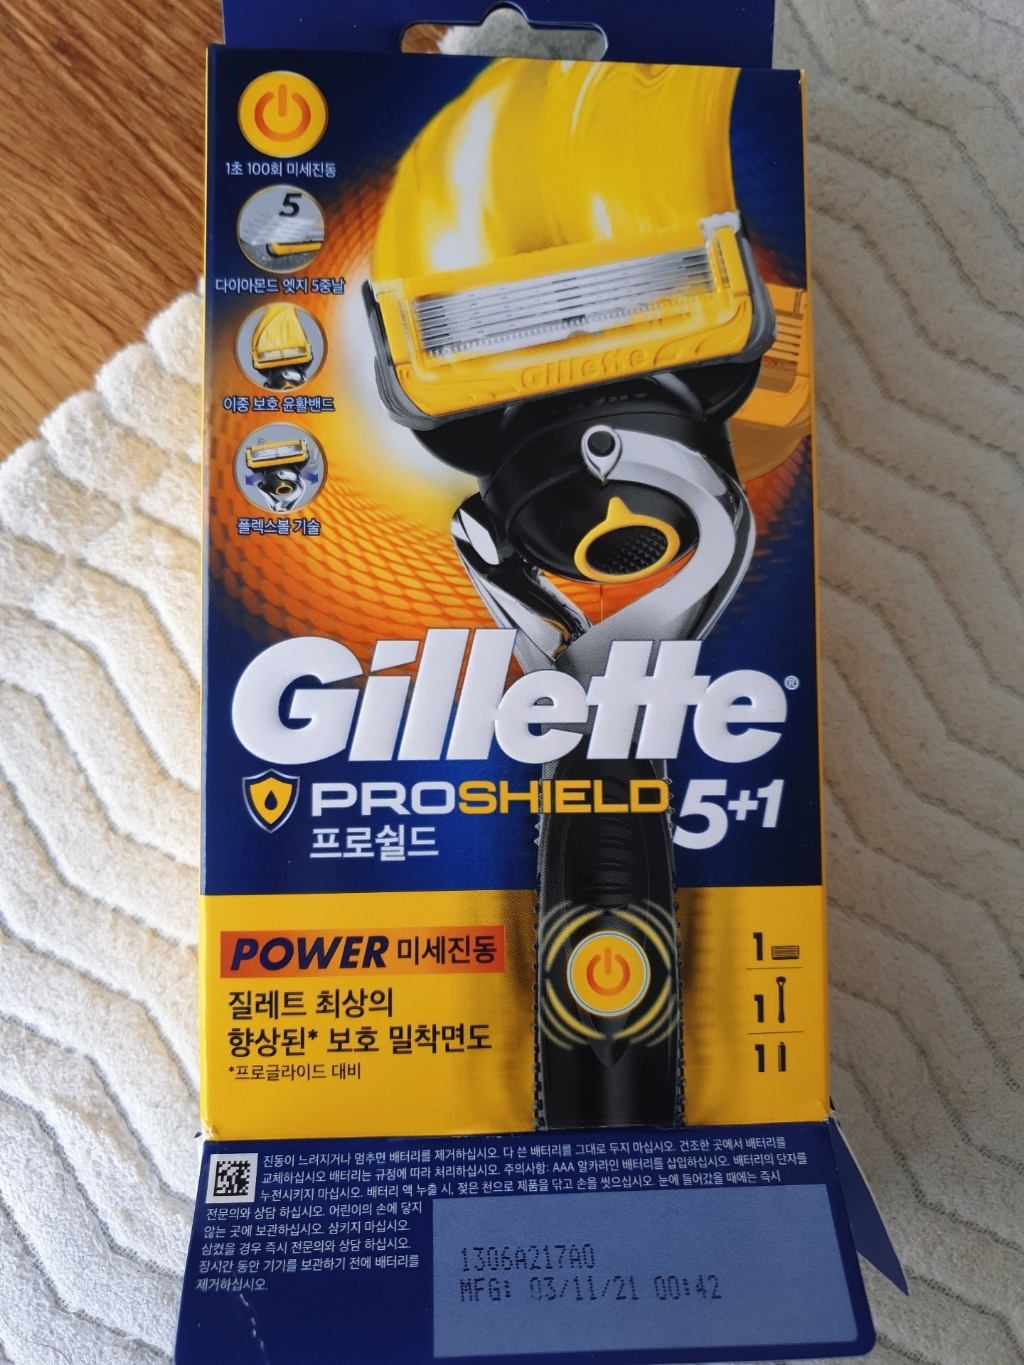 1초 100회 미세진동
5
다이아몬드 엣지 5중날
이중 보호 윤활밴드
플렉스볼 기술
Gillette
Gillette®
PROSHIELD 5+1
프로쉴드
POWER 미세진동
질레트 최상의
향상된* 보호 밀착면도
*프로글라이드 대비
1
1
1
진동이 느려지거나 멈추면 배터리를 제거하십시오. 다 쓴 배터리를 그대로 두지 마십시오. 건조한 곳에서 배터리를
교체하십시오 배터리는 규정에 따라 처리하십시오. 주의사항: AAA 알카라인 배터리를 삽입하십시오. 배터리의 단자를
누전시키지 마십시오. 배터리 액 누출 시, 젖은 천으로 제품을 닦고 손을 씻으십시오. 눈에 들어갔을 때에는 즉시
전문의와 상담 하십시오. 어린이의 손에 닿지
않는 곳에 보관하십시오. 삼키지 마십시오.
삼켰을 경우 즉시 전문의와 상담 하십시오.
장시간 동안 기기를 보관하기 전에 배터리를
제거하십시오.
1306A217A0
MFG: 03/11/21 00:42